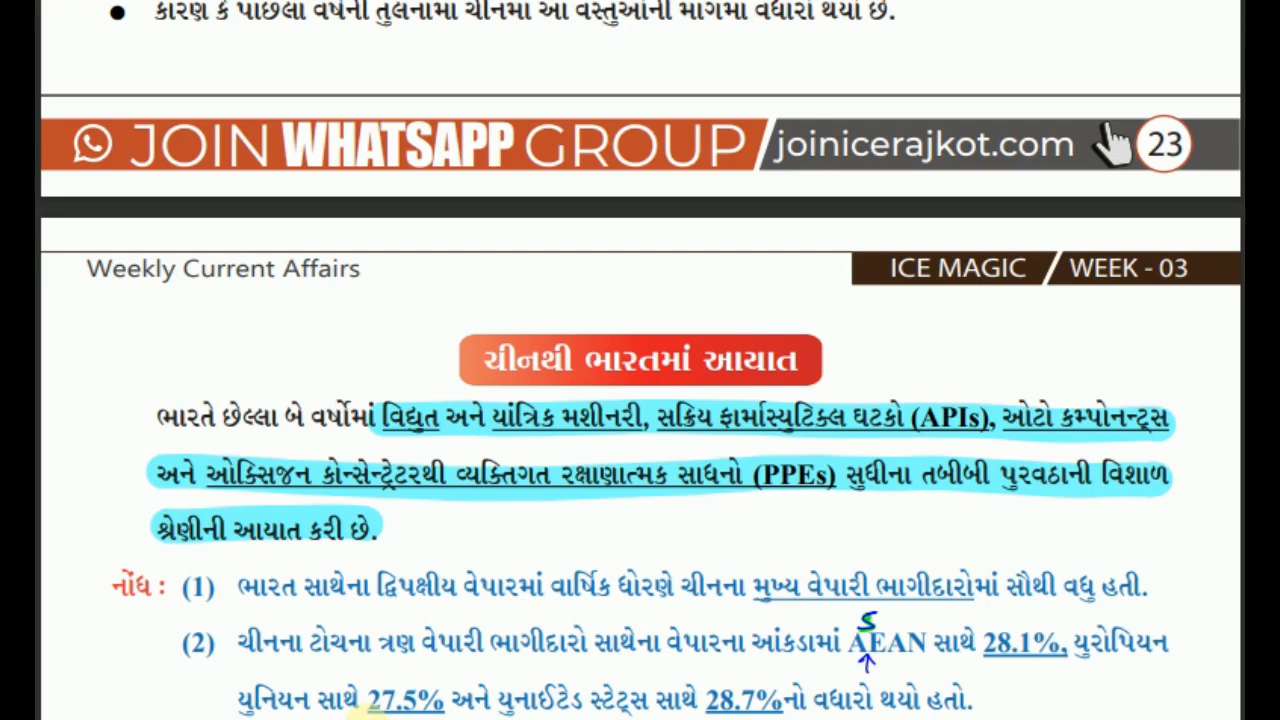 • કારણ કે પાછલા વર્ષની તુલનામાં ચીનમાં આ વસ્તુઓની માગમાં વધારો થયો છે.
JOIN WHATSAPP GROUP joinicerajkot.com 23
Weekly Current Affairs ICE MAGIC WEEK - 03
ચીનથી ભારતમાં આયાત
ભારતે છેલ્લા બે વર્ષોમાં વિદ્યુત અને યાંત્રિક મશીનરી, સક્રિય ફાર્માસ્યુટિકલ ઘટકો (APIs), ઓટો કમ્પોનન્ટ્સ
અને ઓક્સિજન કોન્સેન્ટ્રેટરથી વ્યક્તિગત રક્ષાણાત્મક સાધનો (PPEs) સુધીના તબીબી પુરવઠાની વિશાળ
શ્રેણીની આયાત કરી છે.
નોંધ : (1) ભારત સાથેના દ્વિપક્ષીય વેપારમાં વાર્ષિક ધોરણે ચીનના મુખ્ય વેપારી ભાગીદારોમાં સૌથી વધુ હતી.
S
(2) ચીનના ટોચના ત્રણ વેપારી ભાગીદારો સાથેના વેપારના આંકડામાં AEAN સાથે 28.1%, યુરોપિયન
યુનિયન સાથે 27.5% અને યુનાઈટેડ સ્ટેટ્સ સાથે 28.7%નો વધારો થયો હતો.